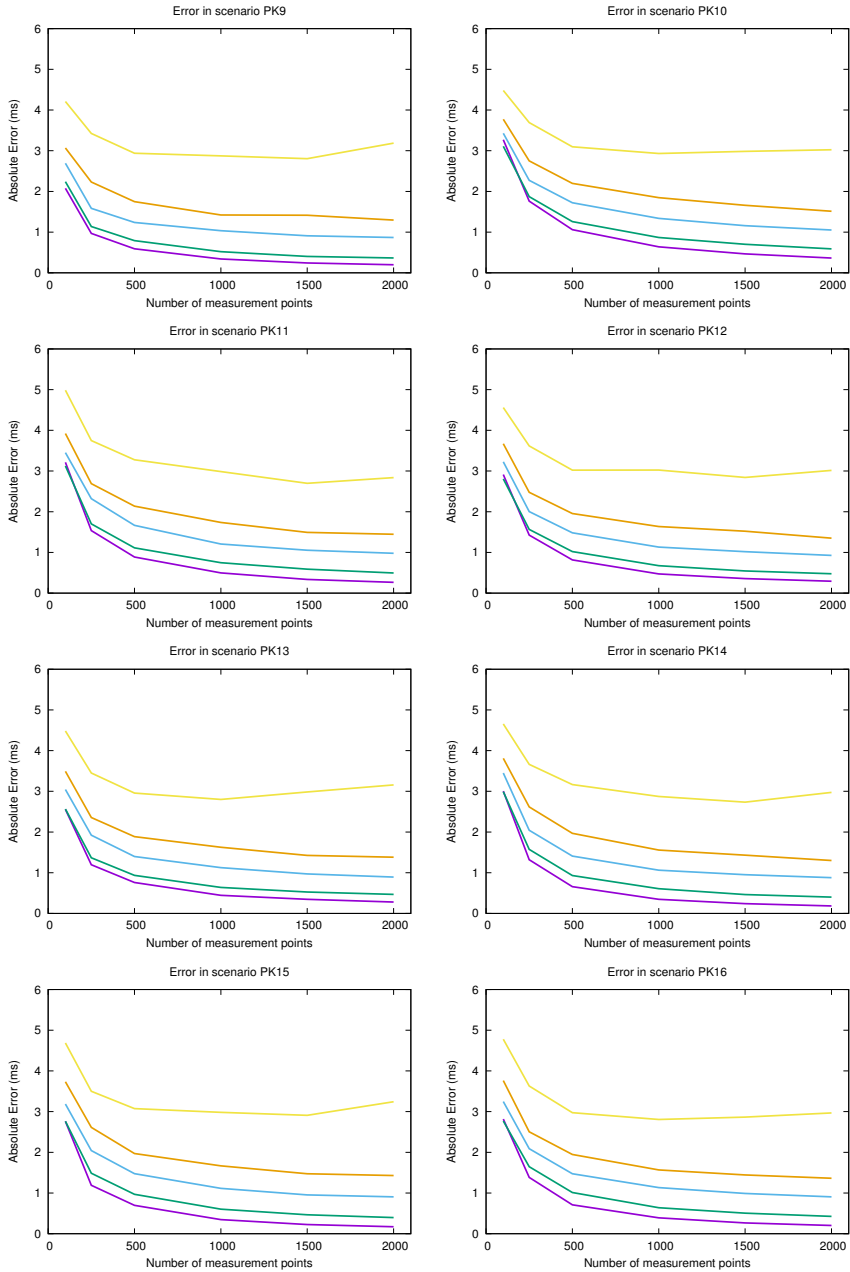 Error in scenario PK9
6
5
4
3
2
1
0
Absolute Error (ms)
0 500 1000 1500 2000
Number of measurement points
Error in scenario PK10
6
5
4
3
2
1
0
Absolute Error (ms)
0 500 1000 1500 2000
Number of measurement points
Error in scenario PK11
6
5
4
3
2
1
0
Absolute Error (ms)
0 500 1000 1500 2000
Number of measurement points
Error in scenario PK12
6
5
4
3
2
1
0
Absolute Error (ms)
0 500 1000 1500 2000
Number of measurement points
Error in scenario PK13
6
5
4
3
2
1
0
Absolute Error (ms)
0 500 1000 1500 2000
Number of measurement points
Error in scenario PK14
6
5
4
3
2
1
0
Absolute Error (ms)
0 500 1000 1500 2000
Number of measurement points
Error in scenario PK15
6
5
4
3
2
1
0
Absolute Error (ms)
0 500 1000 1500 2000
Number of measurement points
Error in scenario PK16
6
5
4
3
2
1
0
Absolute Error (ms)
0 500 1000 1500 2000
Number of measurement points